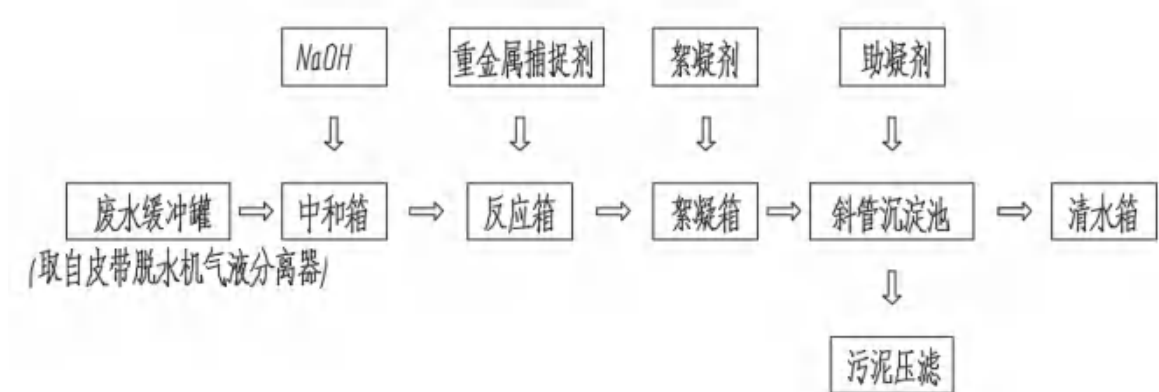 NaOH
重金属捕捉剂
絮凝剂
助凝剂
废水缓冲罐
中和箱
反应箱
絮凝箱
斜管沉淀池
清水箱
(取自皮带脱水机气液分离器)
污泥压滤